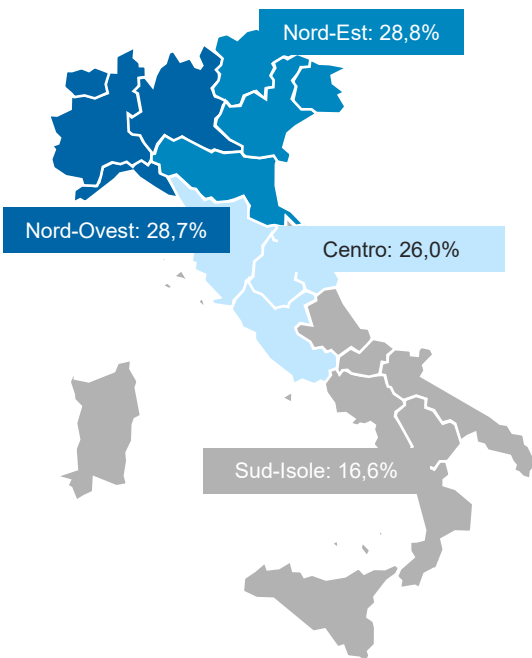 Nord-Est: 28,8%
Nord-Ovest: 28,7%
Centro: 26,0%
Sud-Isole: 16,6%